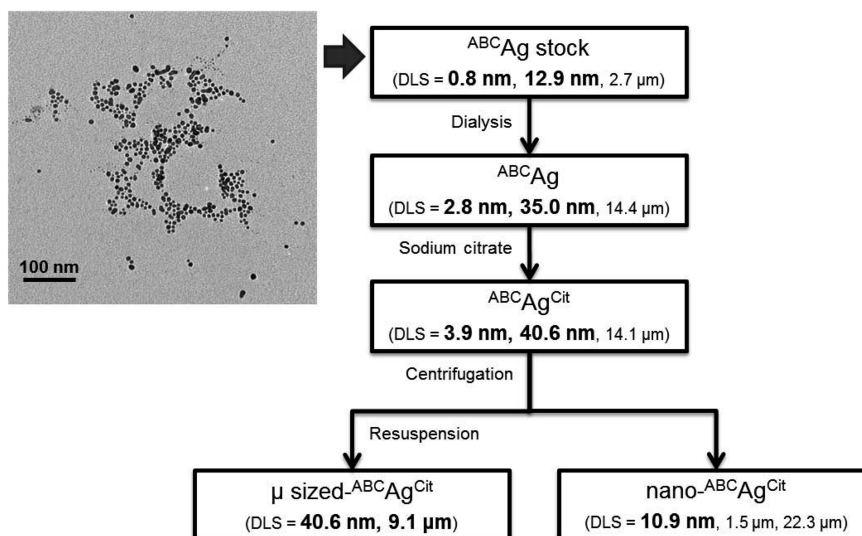 100 nm
ᴬᴮᶜAg stock
(DLS = 0.8 nm, 12.9 nm, 2.7 µm)
Dialysis
ᴬᴮᶜAg
(DLS = 2.8 nm, 35.0 nm, 14.4 µm)
Sodium citrate
ᴬᴮᶜAgᶜⁱᵗ
(DLS = 3.9 nm, 40.6 nm, 14.1 µm)
Centrifugation
Resuspension
µ sized-ᴬᴮᶜAgᶜⁱᵗ
(DLS = 40.6 nm, 9.1 µm)
nano-ᴬᴮᶜAgᶜⁱᵗ
(DLS = 10.9 nm, 1.5 µm, 22.3 µm)